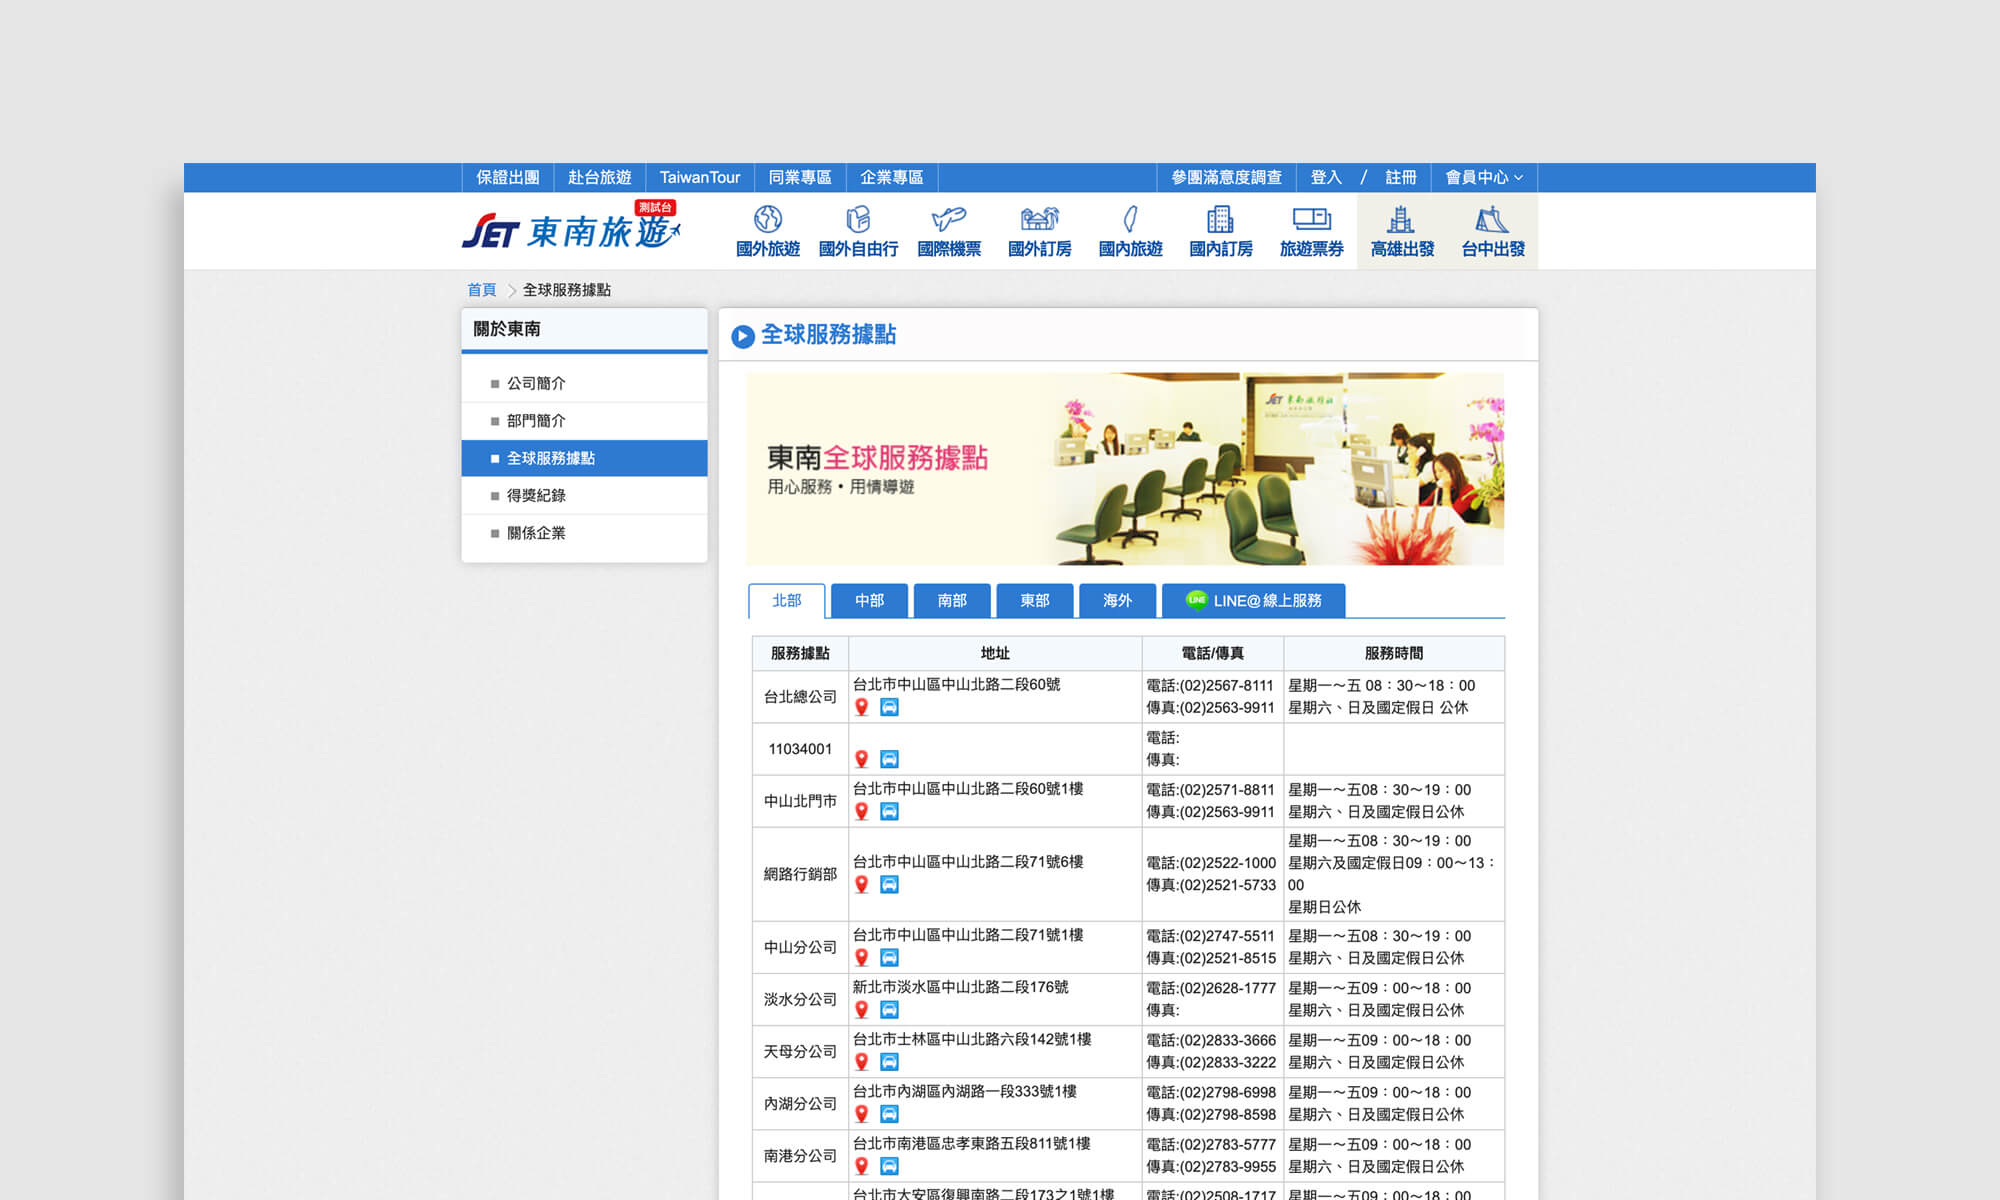 保證出團 赴台旅遊 TaiwanTour 同業專區 企業專區 參團滿意度調查 登入 / 註冊 會員中心
JET 東南旅遊 測試台
國外旅遊 國外自由行 國際機票 國外訂房 國內旅遊 國內訂房 旅遊票券 高雄出發 台中出發
首頁 全球服務據點
關於東南
公司簡介
部門簡介
全球服務據點
得獎紀錄
關係企業
全球服務據點
東南全球服務據點
用心服務・用情導遊
JET 東南旅行社
北部 中部 南部 東部 海外 LINE LINE@線上服務
服務據點 地址 電話/傳真 服務時間
台北總公司
台北市中山區中山北路二段60號
電話:(02)2567-8111
傳真:(02)2563-9911
星期一～五 08：30～18：00
星期六、日及國定假日 公休
11034001
電話:
傳真:
中山北門市
台北市中山區中山北路二段60號1樓
電話:(02)2571-8811
傳真:(02)2563-9911
星期一～五08：30～19：00
星期六、日及國定假日公休
網路行銷部
台北市中山區中山北路二段71號6樓
電話:(02)2522-1000
傳真:(02)2521-5733
星期一～五08：30～19：00
星期六及國定假日09：00～13：
00
星期日公休
中山分公司
台北市中山區中山北路二段71號1樓
電話:(02)2747-5511
傳真:(02)2521-8515
星期一～五08：30～19：00
星期六、日及國定假日公休
淡水分公司
新北市淡水區中山北路二段176號
電話:(02)2628-1777
傳真:
星期一～五09：00～18：00
星期六、日及國定假日公休
天母分公司
台北市士林區中山北路六段142號1樓
電話:(02)2833-3666
傳真:(02)2833-3222
星期一～五09：00～18：00
星期六、日及國定假日公休
內湖分公司
台北市內湖區內湖路一段333號1樓
電話:(02)2798-6998
傳真:(02)2798-8598
星期一～五09：00～18：00
星期六、日及國定假日公休
南港分公司
台北市南港區忠孝東路五段811號1樓
電話:(02)2783-5777
傳真:(02)2783-9955
星期一～五09：00～18：00
星期六、日及國定假日公休
台北市大安區復興南路二段173之1號1樓
電話:(02)2508-1717
星期一～五09：00～18：00